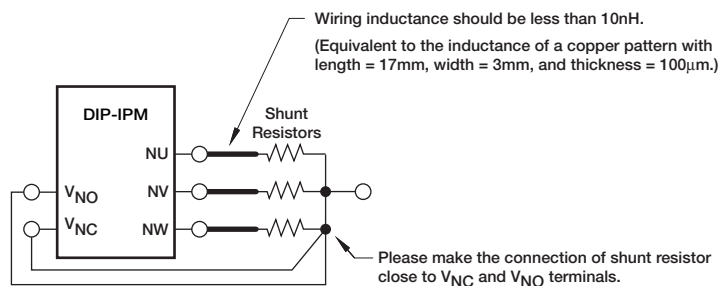 Wiring inductance should be less than 10nH.
(Equivalent to the inductance of a copper pattern with
length = 17mm, width = 3mm, and thickness = 100μm.)
DIP-IPM
Shunt
Resistors
NU
VNO
NV
VNC
NW
Please make the connection of shunt resistor
close to VNC and VNO terminals.